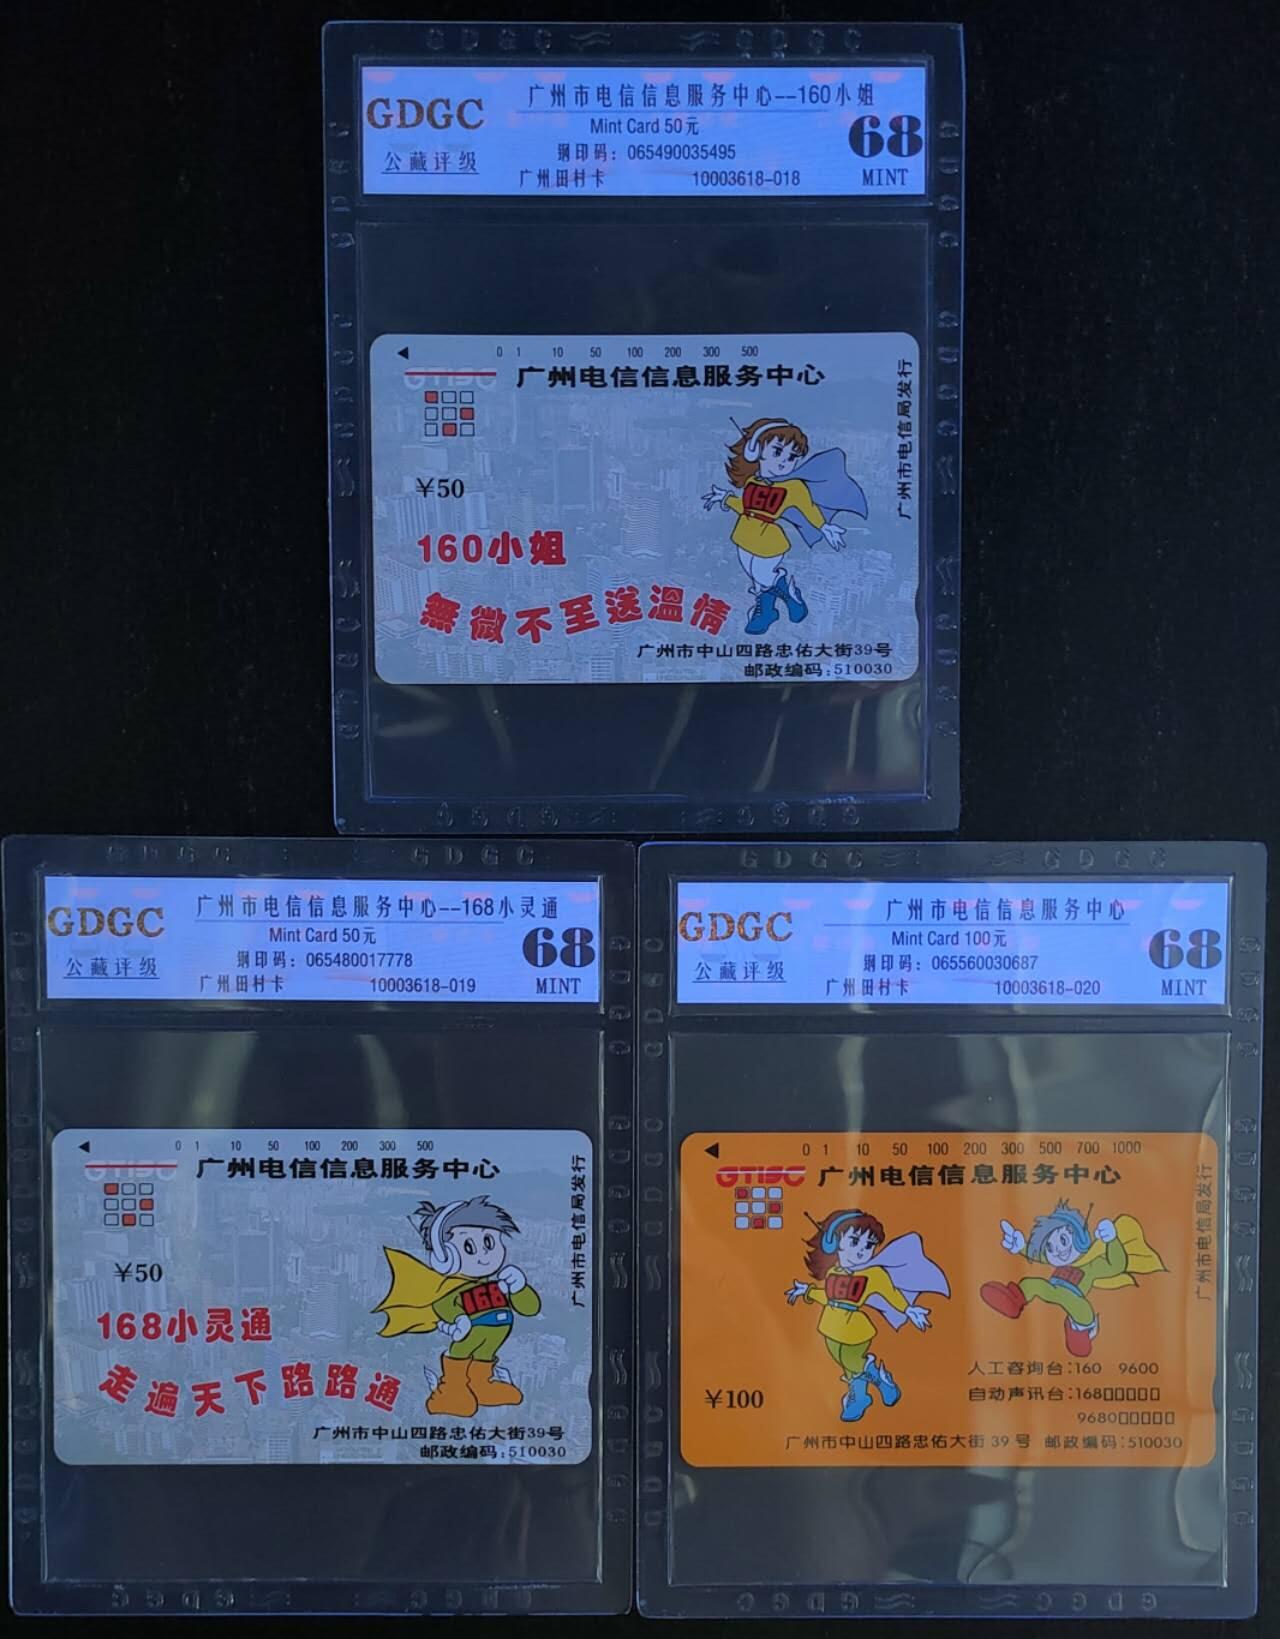 GDGC
公藏评级
广州市电信信息服务中心--160小姐
Mint Card 50元
钢印码：065490035495
广州田村卡 10003618-018
68
MINT
0 1 10 50 100 200 300 500
GTISC
广州电信信息服务中心
广州市电信局发行
¥50
160
160小姐
無微不至送溫情
广州市中山四路忠佑大街39号
邮政编码:510030
GDGC
公藏评级
广州市电信信息服务中心--168小灵通
Mint Card 50元
钢印码：065480017778
广州田村卡 10003618-019
68
MINT
0 1 10 50 100 200 300 500
GTISC
广州电信信息服务中心
广州市电信局发行
¥50
168
168小灵通
走遍天下路路通
广州市中山四路忠佑大街39号
邮政编码:510030
GDGC
公藏评级
广州市电信信息服务中心
Mint Card 100元
钢印码：065560030687
广州田村卡 10003618-020
68
MINT
0 1 10 50 100 200 300 500 700 1000
GTISC
广州电信信息服务中心
广州市电信局发行
160
168
¥100
人工咨询台:160 9600
自动声讯台:168□□□□□
9680□□□□□
广州市中山四路忠佑大街 39 号 邮政编码:510030